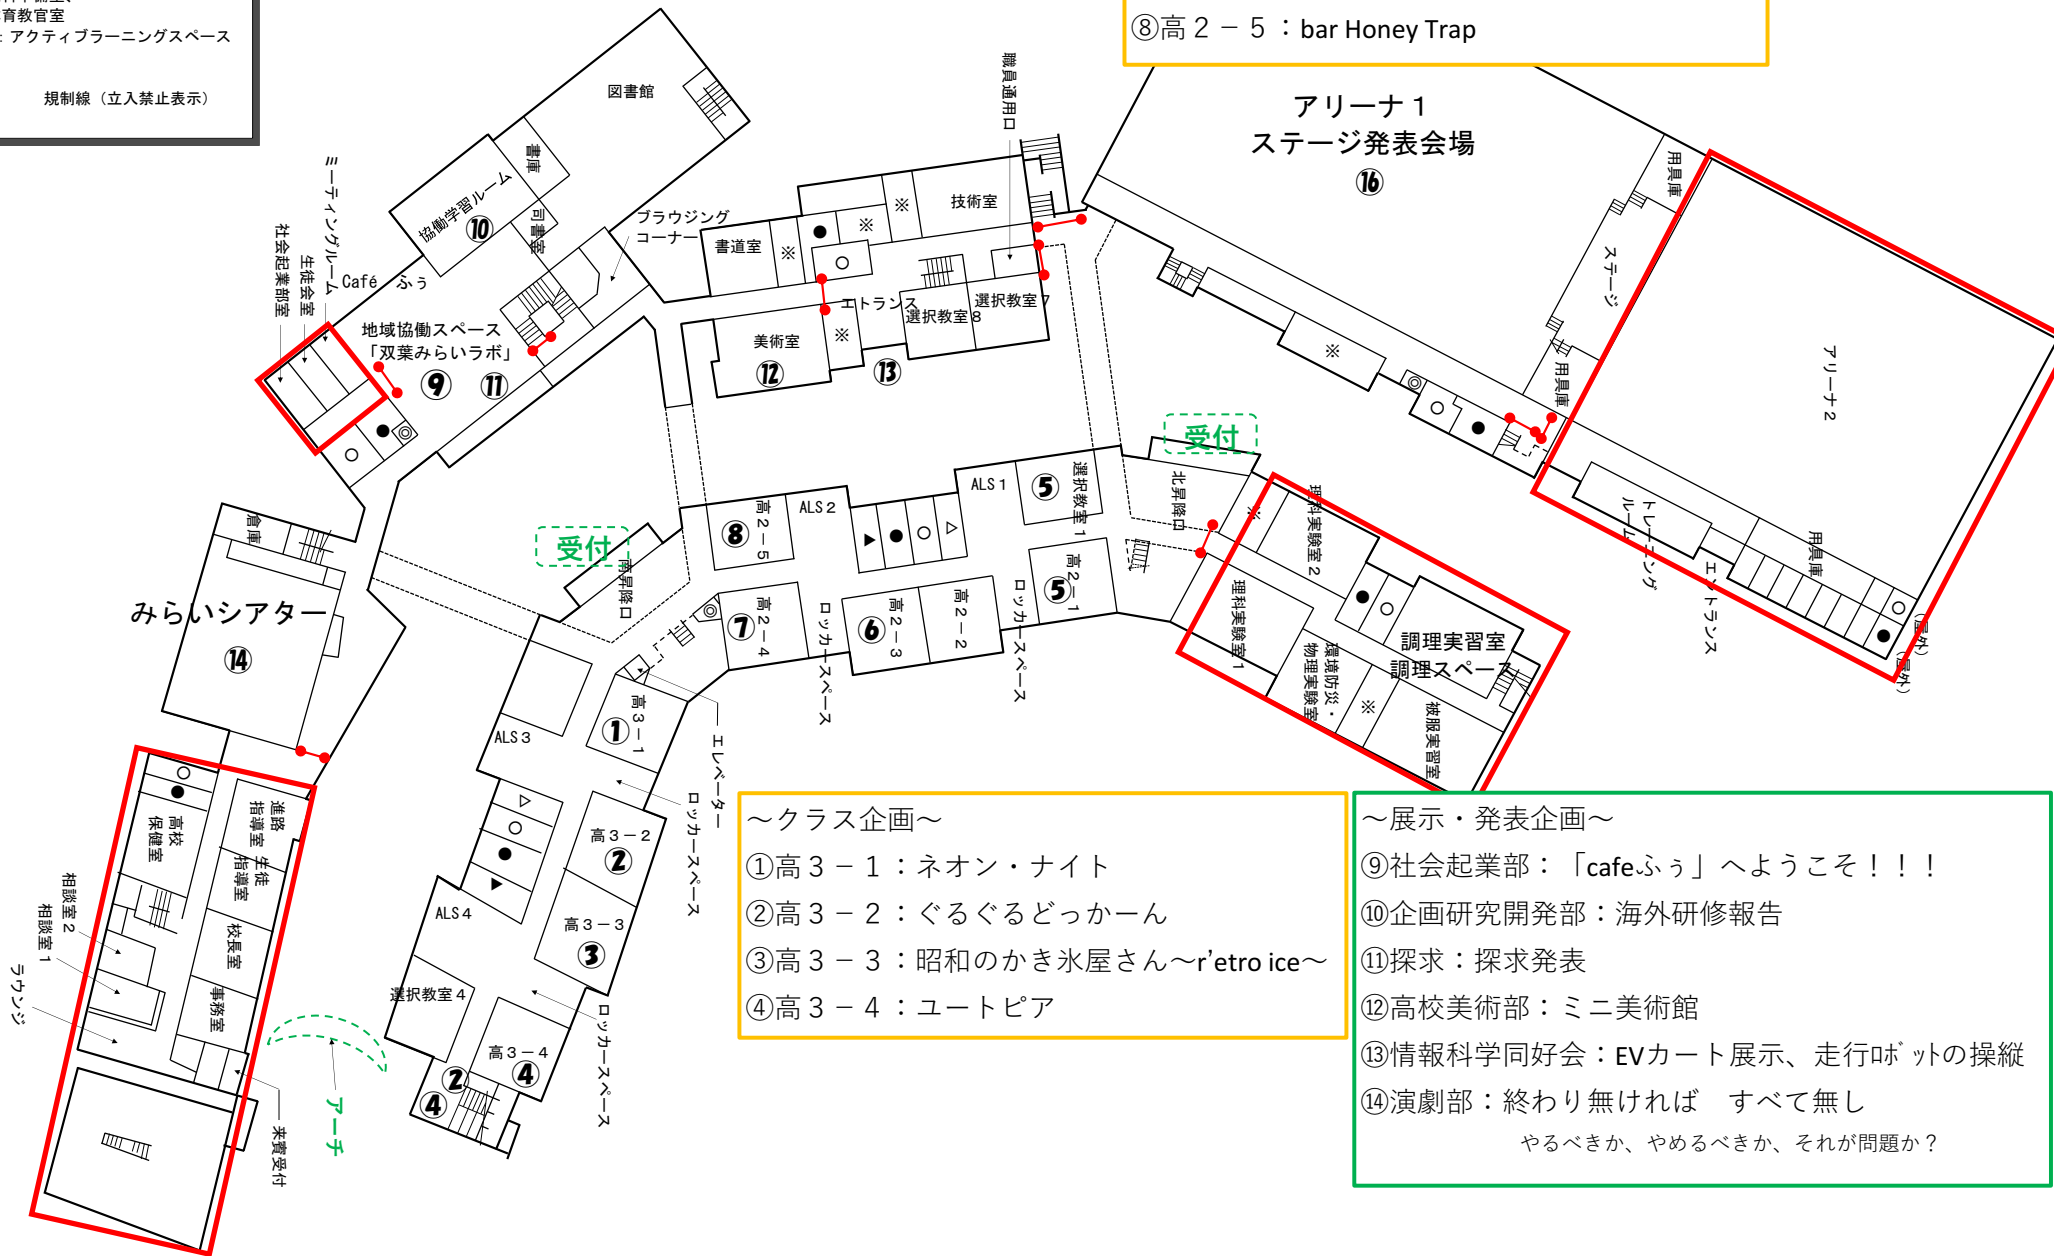 育教官室
：アクティブラーニングスペース
規制線（立入禁止表示）
⑧高２－５：bar Honey Trap
図書館
書庫
協働学習ルーム
⑩
司書室
ブラウジング
コーナー
ミーティングルーム
生徒会室
社会起業部室
Café　ふぅ
地域協働スペース
「双葉みらいラボ」
⑨
⑪
職員通用口
技術室
※
※
書道室
※
エトランス
選択教室８
選択教室７
美術室
※
⑫
⑬
アリーナ１
ステージ発表会場
⑯
用具庫
ステージ
用具庫
※
アリーナ２
トレーニング
ルーム
エントランス
用具庫
(屋外)
(屋外)
受付
北昇降口
※
理科実験室２
理科実験室１
環境防災・
物理実験室
※
調理実習室
調理スペース
被服実習室
ALS１
⑤
選択教室１
⑤
高２－１
ロッカースペース
ALS２
⑧
高２－５
⑦
高２－４
ロッカースペース
⑥
高２－３
高２－２
受付
南昇降口
倉庫
みらいシアター
⑭
ALS３
①
高３－１
エレベーター
ロッカースペース
高３－２
②
高３－３
③
ALS４
選択教室４
ロッカースペース
高３－４
④
②
④
高校
保健室
進路
指導室
生徒
指導室
校長室
事務室
相談室２
相談室１
ラウンジ
来賓受付
アーチ
～クラス企画～
①高３－１：ネオン・ナイト
②高３－２：ぐるぐるどっかーん
③高３－３：昭和のかき氷屋さん～r’etro ice～
④高３－４：ユートピア
～展示・発表企画～
⑨社会起業部：「cafeふぅ」へようこそ！！！
⑩企画研究開発部：海外研修報告
⑪探求：探求発表
⑫高校美術部：ミニ美術館
⑬情報科学同好会：EVカート展示、走行ﾛﾎﾞｯﾄの操縦
⑭演劇部：終わり無ければ　すべて無し
やるべきか、やめるべきか、それが問題か？